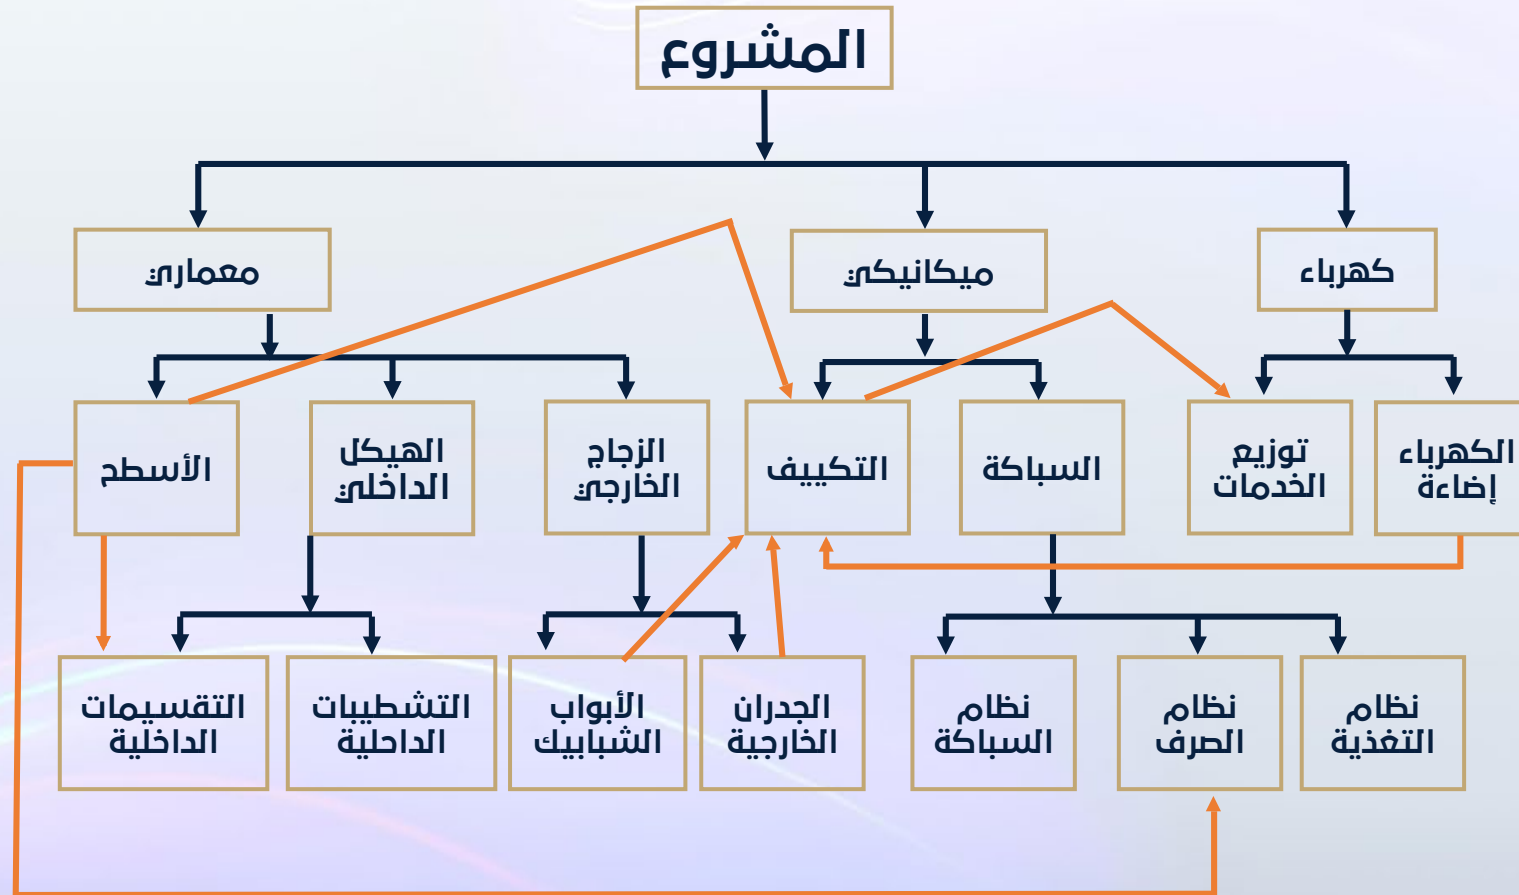 المشروع
كهرباء
ميكانيكي
معماري
الكهرباء
إضاءة
توزيع
الخدمات
السباكة
التكييف
الزجاج
الخارجي
الهيكل
الداخلي
الأسطح
نظام
التغذية
نظام
الصرف
نظام
السباكة
الجدران
الخارجية
الأبواب
الشبابيك
التشطيبات
الداحلية
التقسيمات
الداخلية